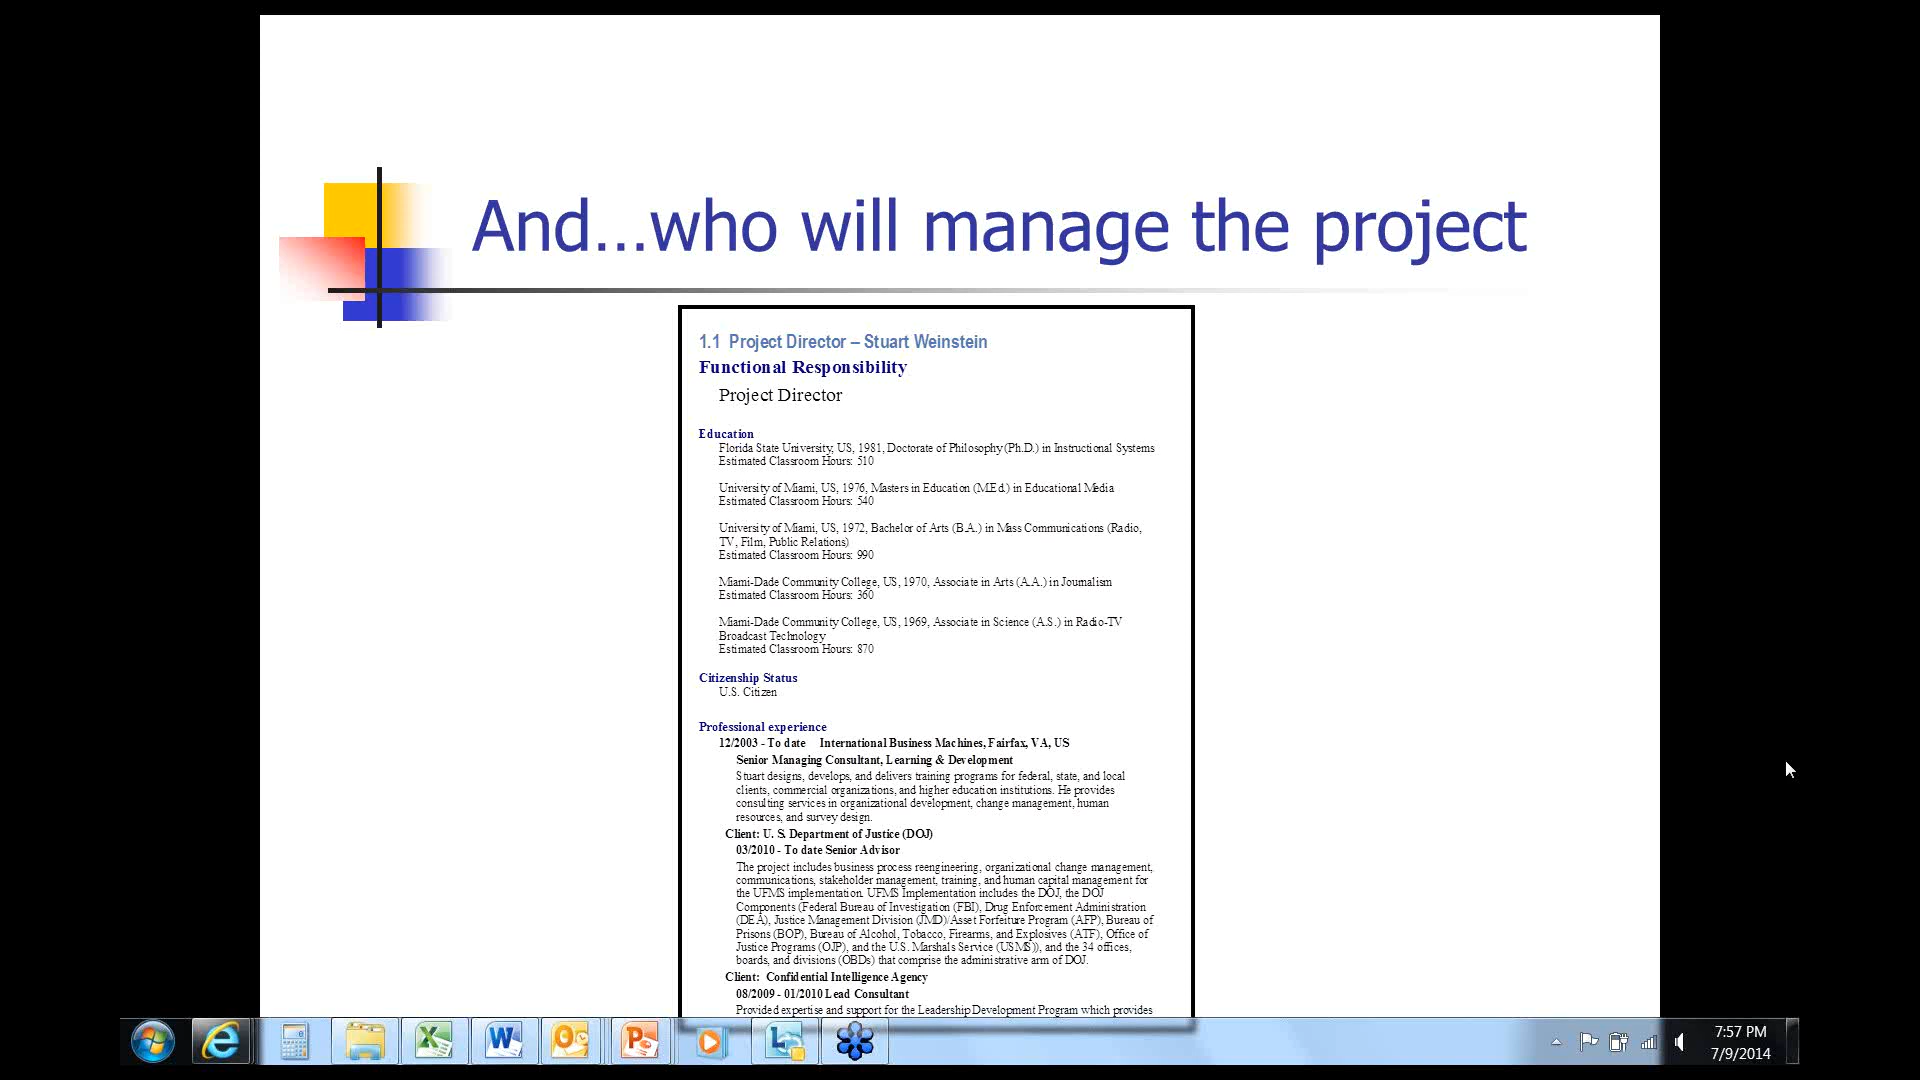 And...who will manage the project
1.1 Project Director – Stuart Weinstein
Functional Responsibility
Project Director
Education
Florida State University, US, 1981, Doctorate of Philosophy (Ph.D.) in Instructional Systems
Estimated Classroom Hours: 510
University of Miami, US, 1976, Masters in Education (M.Ed.) in Educational Media
Estimated Classroom Hours: 540
University of Miami, US, 1972, Bachelor of Arts (B.A.) in Mass Communications (Radio,
TV, Film, Public Relations)
Estimated Classroom Hours: 990
Miami-Dade Community College, US, 1970, Associate in Arts (A.A.) in Journalism
Estimated Classroom Hours: 360
Miami-Dade Community College, US, 1969, Associate in Science (A.S.) in Radio-TV
Broadcast Technology
Estimated Classroom Hours: 870
Citizenship Status
U.S. Citizen
Professional experience
12/2003 - To date International Business Machines, Fairfax, VA, US
Senior Managing Consultant, Learning & Development
Stuart designs, develops, and delivers training programs for federal, state, and local
clients, commercial organizations, and higher education institutions. He provides
consulting services in organizational development, change management, human
resources, and survey design.
Client: U. S. Department of Justice (DOJ)
03/2010 - To date Senior Advisor
The project includes business process reengineering, organizational change management,
communications, stakeholder management, training, and human capital management for
the UFMS implementation. UFMS Implementation includes the DOJ, the DOJ
Components (Federal Bureau of Investigation (FBI), Drug Enforcement Administration
(DEA), Justice Management Division (JMD)/Asset Forfeiture Program (AFP), Bureau of
Prisons (BOP), Bureau of Alcohol, Tobacco, Firearms, and Explosives (ATF), Office of
Justice Programs (OJP), and the U.S. Marshals Service (USMS)), and the 34 offices,
boards, and divisions (OBDs) that comprise the administrative arm of DOJ.
Client: Confidential Intelligence Agency
08/2009 - 01/2010 Lead Consultant
Provided expertise and support for the Leadership Development Program which provides
7:57 PM
7/9/2014